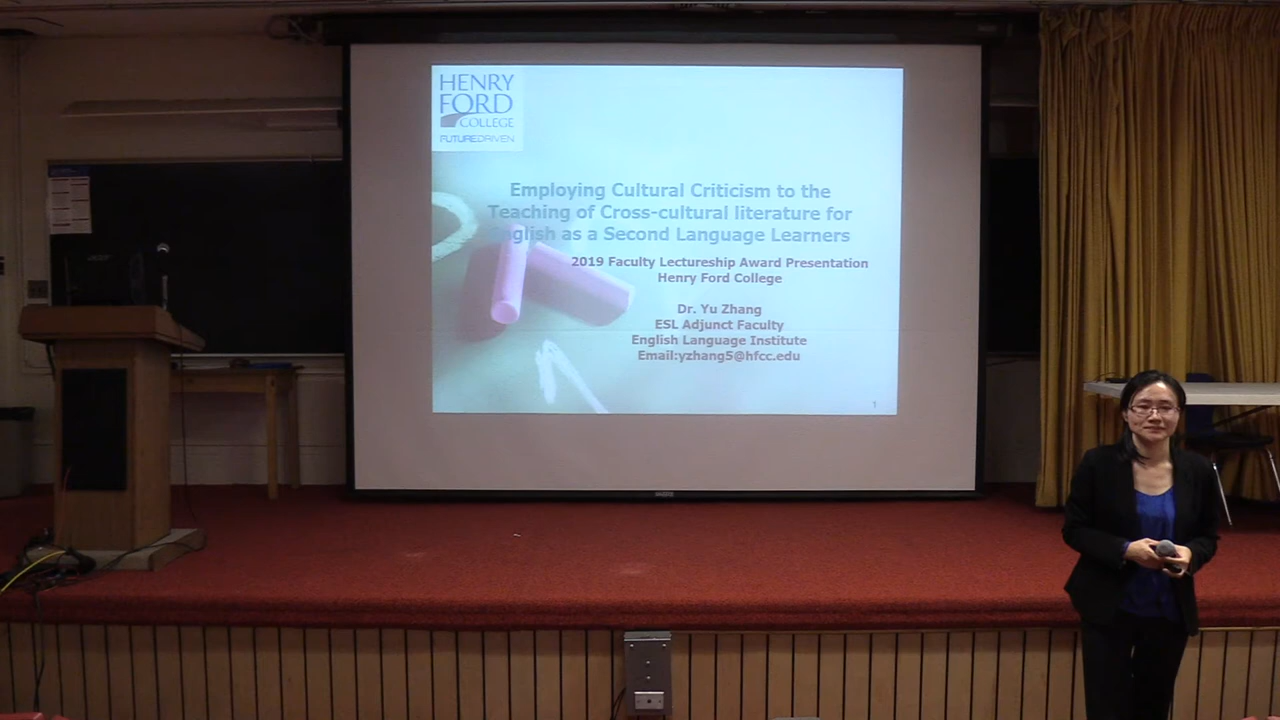 HENRY
FORD
COLLEGE
FUTUREDRIVEN
Employing Cultural Criticism to the
Teaching of Cross-cultural literature for
English as a Second Language Learners
2019 Faculty Lectureship Award Presentation
Henry Ford College
Dr. Yu Zhang
ESL Adjunct Faculty
English Language Institute
Email:yzhang5@hfcc.edu
1